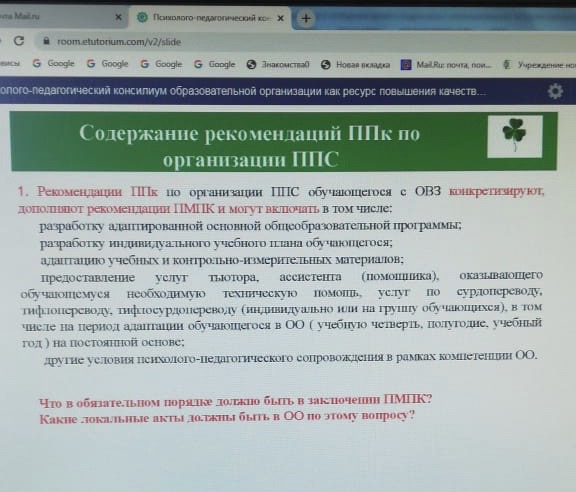 чта Mail.ru
Психолого-педагогический кон
room.etutorium.com/v2/slide
висы
Google
Google
Google
Google
Знакомства0
Новая вкладка
Mail.Ru: почта, пои...
Учреждение но
олого-педагогический консилиум образовательной организации как ресурс повышения качеств...
Содержание рекомендаций ППк по
организации ППС
1. Рекомендации ППк по организации ППС обучающегося с ОВЗ конкретизируют,
дополняют рекомендации ПМПК и могут включать в том числе:
разработку адаптированной основной общеобразовательной программы;
разработку индивидуального учебного плана обучающегося;
адаптацию учебных и контрольно-измерительных материалов;
предоставление услуг тьютора, ассистента (помощника), оказывающего
обучающемуся необходимую техническую помощь, услуг по сурдопереводу,
тифлопереводу, тифлосурдопереводу (индивидуально или на группу обучающихся), в том
числе на период адаптации обучающегося в ОО ( учебную четверть, полугодие, учебный
год ) на постоянной основе;
другие условия психолого-педагогического сопровождения в рамках компетенции ОО.
Что в обязательном порядке должно быть в заключении ПМПК?
Какие локальные акты должны быть в ОО по этому вопросу?